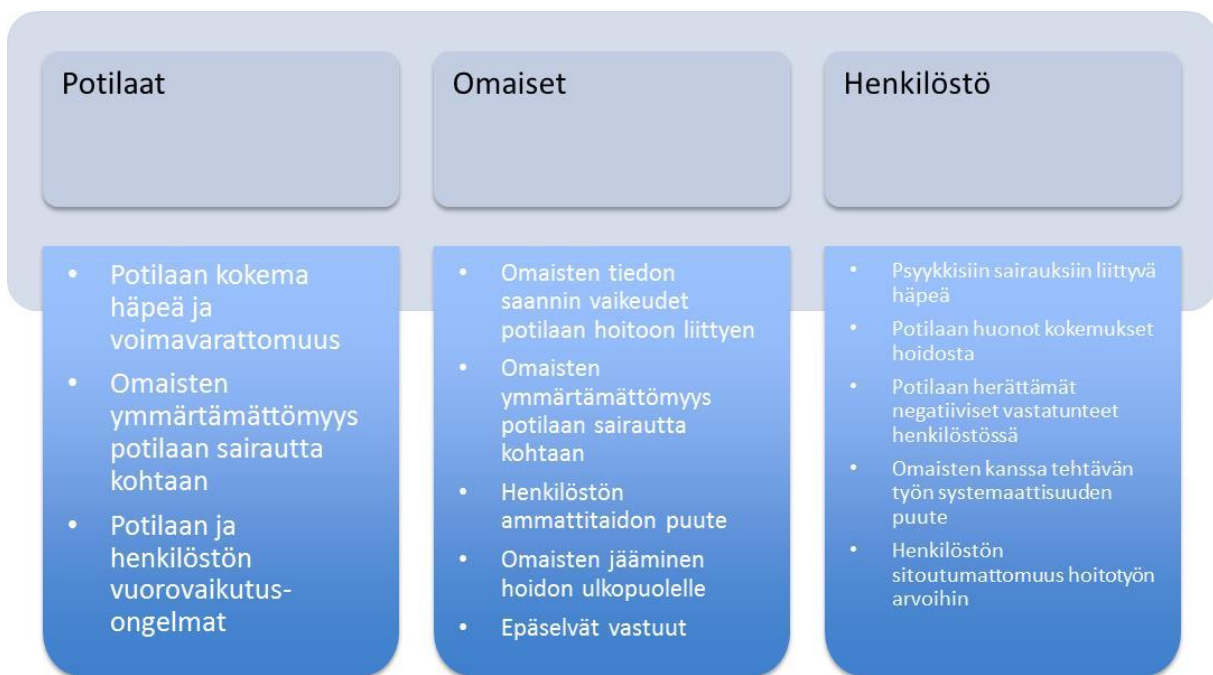 Potilaat
• Potilaan kokema
häpeä ja
voimavarattomuus
• Omaisten
ymmärtämättömyys
potilaan sairautta
kohtaan
• Potilaan ja
henkilöstön
vuorovaikutus-
ongelmat
Omaiset
• Omaisten tiedon
saannin vaikeudet
potilaan hoitoon liittyen
• Omaisten
ymmärtämättömyys
potilaan sairautta
kohtaan
• Henkilöstön
ammattitaidon puute
• Omaisten jääminen
hoidon ulkopuolelle
• Epäselvät vastuut
Henkilöstö
• Psyykkisiin sairauksiin liittyvä
häpeä
• Potilaan huonot kokemukset
hoidosta
• Potilaan herättämät
negatiiviset vastatunteet
henkilöstössä
• Omaisten kanssa tehtävän
työn systemaattisuuden
puute
• Henkilöstön
sitoutumattomuus hoitotyön
arvoihin